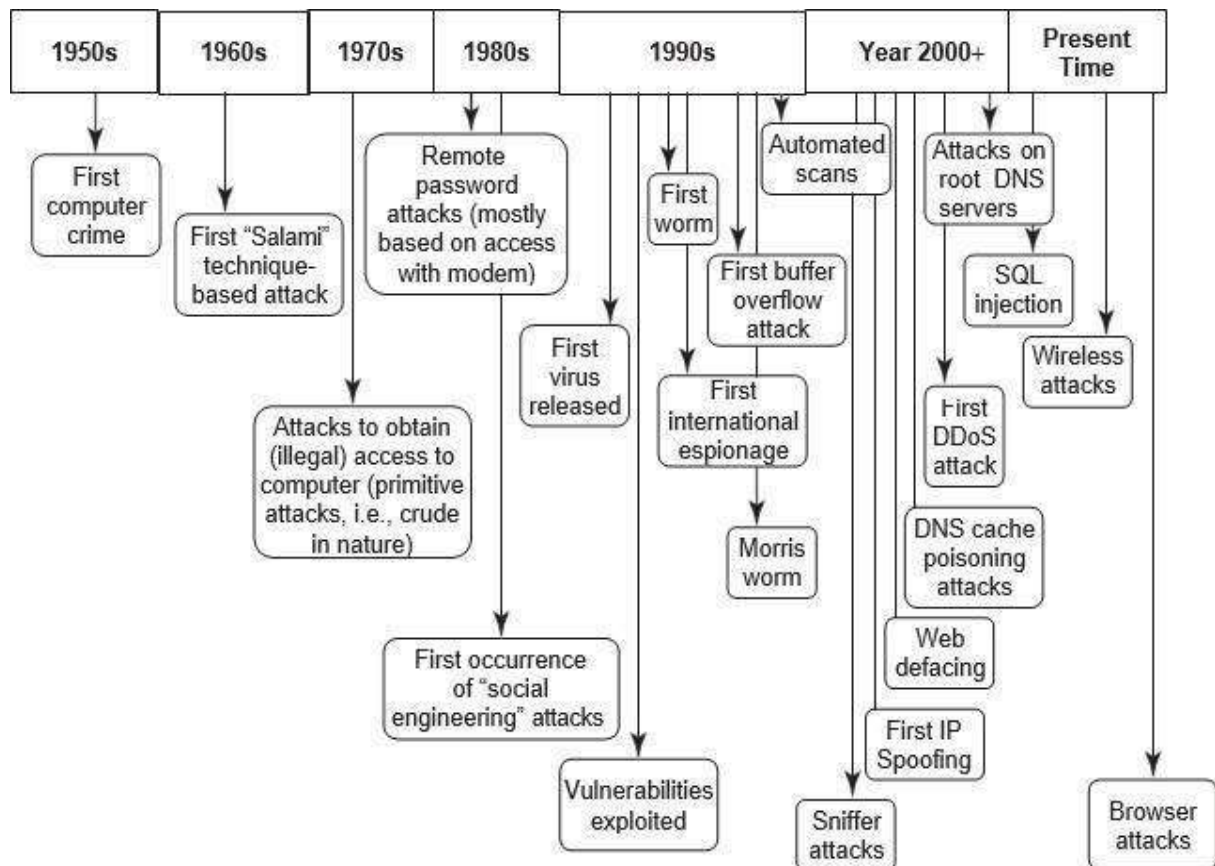 1950s
1960s
1970s
1980s
1990s
Year 2000+
Present
Time
First
computer
crime
First “Salami”
technique-
based attack
Attacks to obtain
(illegal) access to
computer (primitive
attacks, i.e., crude
in nature)
Remote
password
attacks (mostly
based on access
with modem)
First occurrence
of “social
engineering” attacks
First
virus
released
Vulnerabilities
exploited
First
worm
First
international
espionage
First buffer
overflow
attack
Morris
worm
Automated
scans
Sniffer
attacks
First IP
Spoofing
Web
defacing
DNS cache
poisoning
attacks
First
DDoS
attack
Attacks on
root DNS
servers
SQL
injection
Wireless
attacks
Browser
attacks